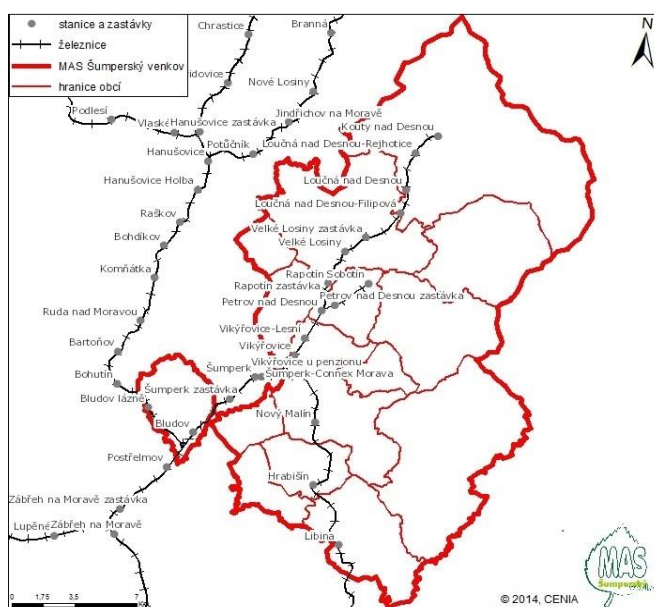 stanice a zastávky
železnice
MAS Šumperský venkov
hranice obcí
N
Chrastice
Branná
idovice
Nové Losiny
Podlesí
Vlaské
Hanušovice zastávka
Jindřichov na Moravě
Kouty nad Desnou
Potůčník
Hanušovice
Loučná nad Desnou-Rejhotice
Hanušovice Holba
Loučná nad Desnou
Raškov
Loučná nad Desnou-Filipová
Bohdíkov
Velké Losiny zastávka
Velké Losiny
Komňátka
Rapotín
Sobotín
Rapotín zastávka
Petrov nad Desnou
Petrov nad Desnou zastávka
Ruda nad Moravou
Vikýřovice-Lesní
Bartoňov
Vikýřovice
Vikýřovice u penzionu
Bohutín
Šumperk
Šumperk-Connex Morava
Šumperk zastávka
Bludov lázně
Nový Malín
Bludov
Postřelmov
Hrabišín
Zábřeh na Moravě zastávka
Lupěné
Zábřeh na Moravě
Libina
MAS
Šumperský
0 1,75 3,5 7
© 2014, CENIA